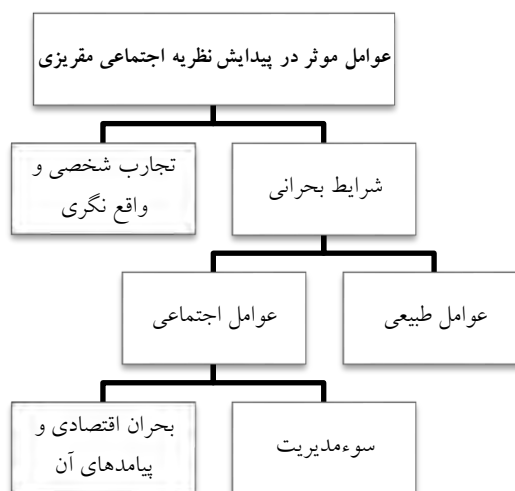 عوامل موثر در پیدایش نظریه اجتماعی مقریزی
شرایط بحرانی
تجارب شخصی و
واقع نگری
عوامل طبیعی
عوامل اجتماعی
سوءمدیریت
بحران اقتصادی و
پیامدهای آن